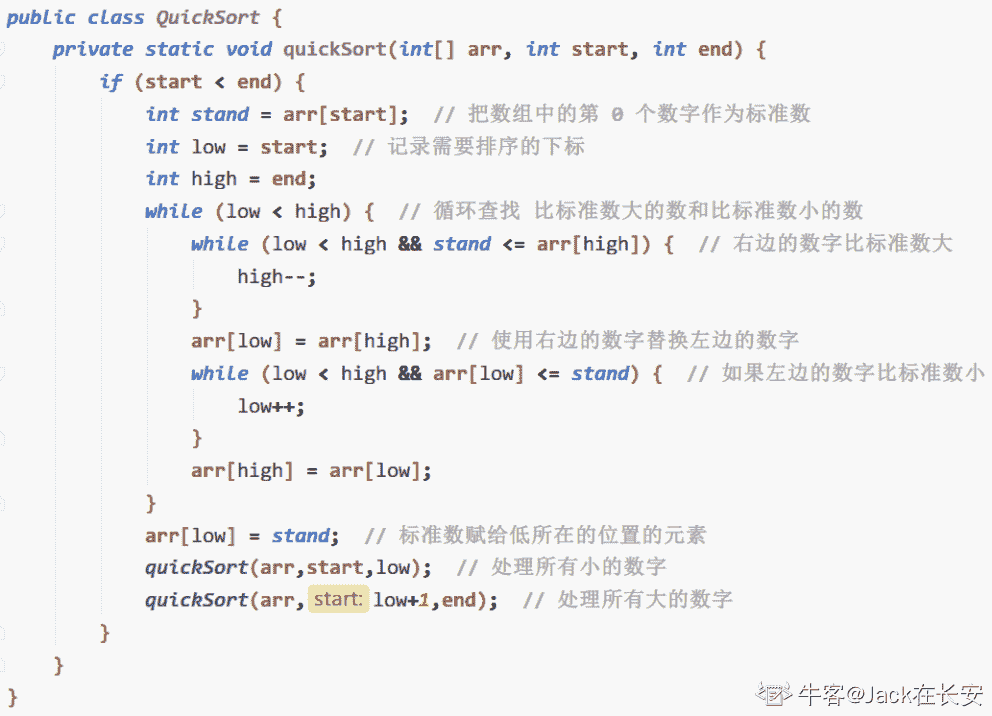 public class QuickSort {
    private static void quickSort(int[] arr, int start, int end) {
        if (start < end) {
            int stand = arr[start];  // 把数组中的第 0 个数字作为标准数
            int low = start;  // 记录需要排序的下标
            int high = end;
            while (low < high) {  // 循环查找 比标准数大的数和比标准数小的数
                while (low < high && stand <= arr[high]) {  // 右边的数字比标准数大
                    high--;
                }
                arr[low] = arr[high];  // 使用右边的数字替换左边的数字
                while (low < high && arr[low] <= stand) {  // 如果左边的数字比标准数小
                    low++;
                }
                arr[high] = arr[low];
            }
            arr[low] = stand;  // 标准数赋给低所在的位置的元素
            quickSort(arr,start,low);  // 处理所有小的数字
            quickSort(arr, start: low+1,end);  // 处理所有大的数字
        }
    }
}
牛客@Jack在长安